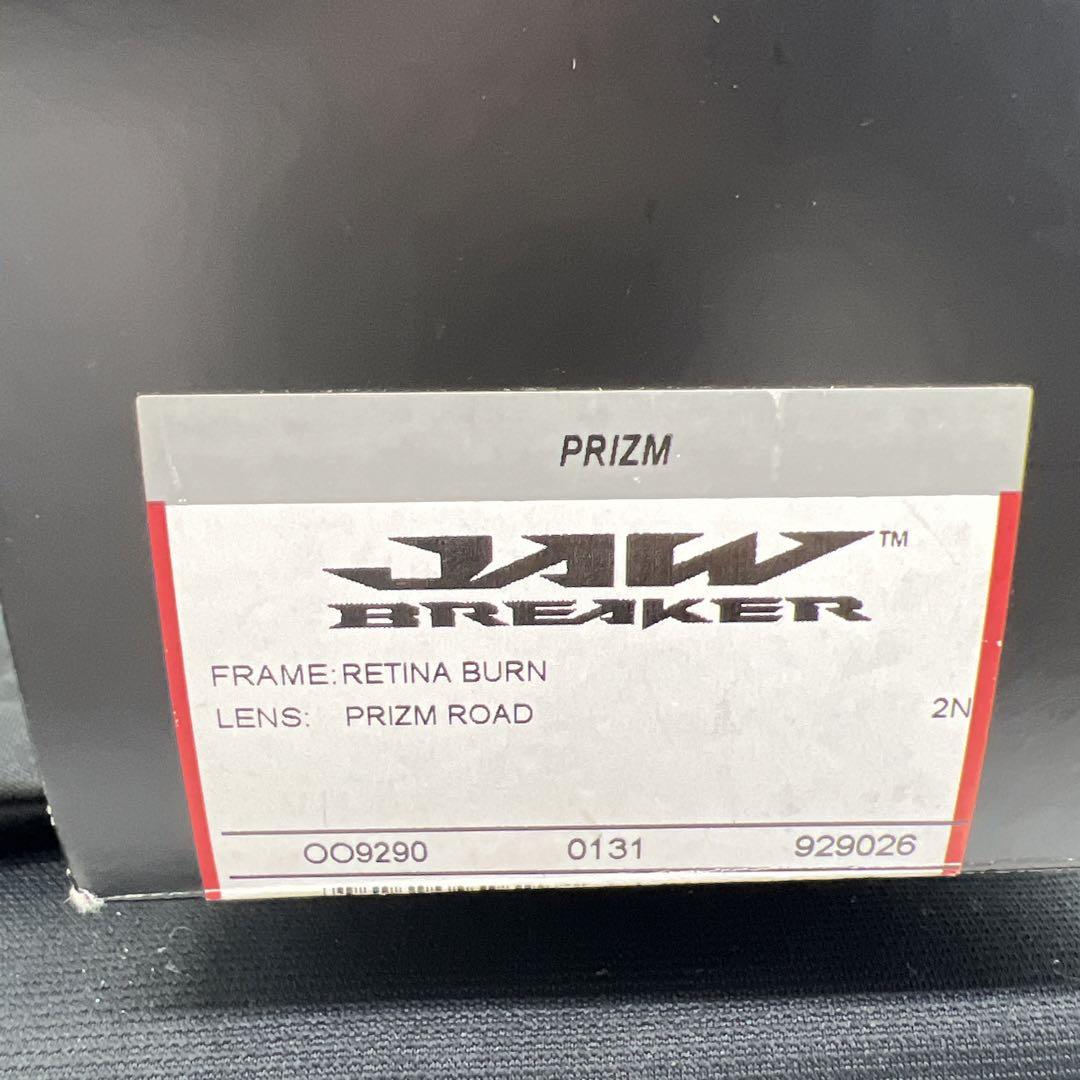 PRIZM
JAW™
BREAKER
FRAME: RETINA BURN
LENS: PRIZM ROAD 2N
OO9290 0131 929026